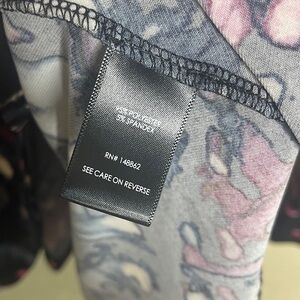 95% POLYESTER
5% SPANDEX
RN# 148862
SEE CARE ON REVERSE